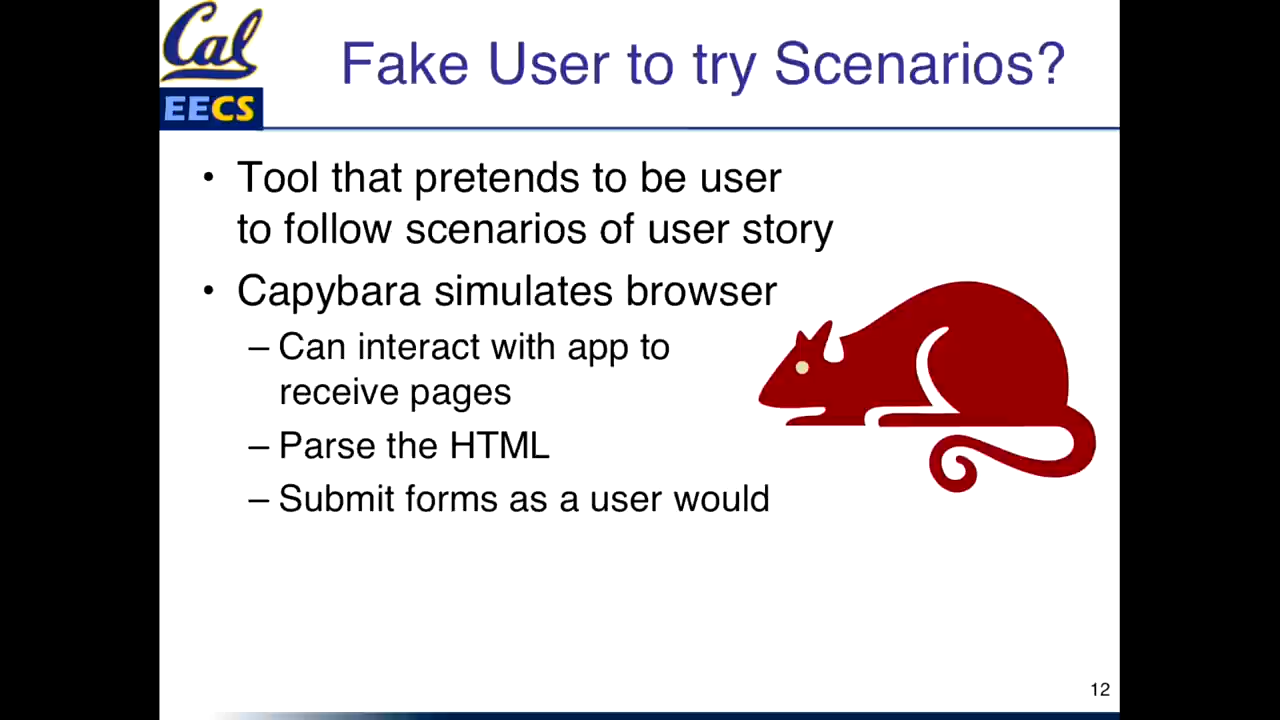 Cal
EECS
Fake User to try Scenarios?
• Tool that pretends to be user
to follow scenarios of user story
• Capybara simulates browser
– Can interact with app to
receive pages
– Parse the HTML
– Submit forms as a user would
12